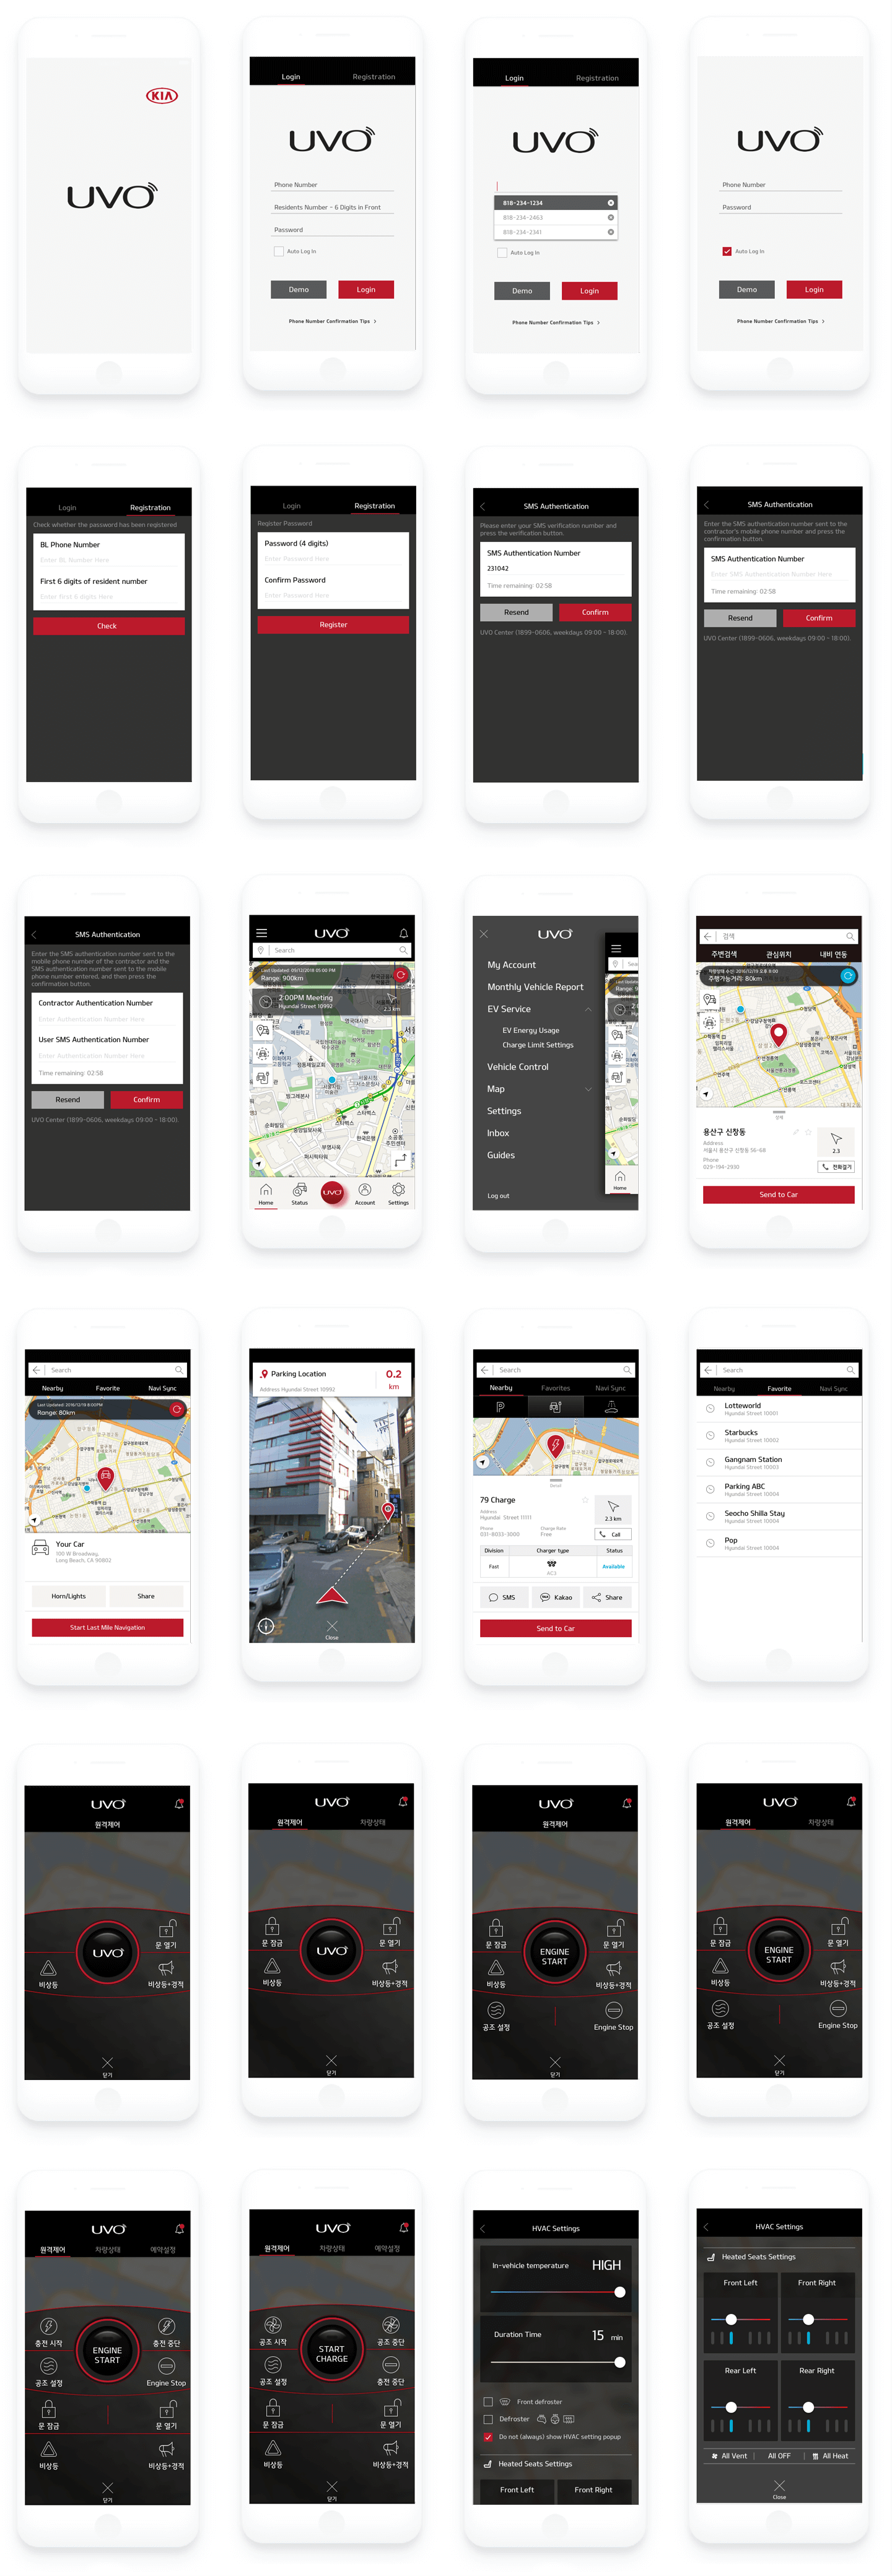 KIA
UVO
Login
Registration
UVO
Phone Number
Residents Number - 6 Digits in Front
Password
Auto Log In
Demo
Login
Phone Number Confirmation Tips >
Login
Registration
UVO
818-234-1234
818-234-2463
818-234-2341
Auto Log In
Demo
Login
Phone Number Confirmation Tips >
UVO
Phone Number
Password
Auto Log In
Demo
Login
Phone Number Confirmation Tips >
Login
Registration
Check whether the password has been registered
BL Phone Number
Enter BL Number Here
First 6 digits of resident number
Enter first 6 digits Here
Check
Login
Registration
Register Password
Password (4 digits)
Enter Password Here
Confirm Password
Enter Password Here
Register
SMS Authentication
Please enter your SMS verification number and
press the verification button.
SMS Authentication Number
231042
Time remaining: 02:58
Resend
Confirm
UVO Center (1899-0606, weekdays 09:00 - 18:00).
SMS Authentication
Enter the SMS authentication number sent to the
contractor's mobile phone number and press the
confirmation button.
SMS Authentication Number
Enter SMS Authentication Number Here
Time remaining: 02:58
Resend
Confirm
UVO Center (1899-0606, weekdays 09:00 - 18:00).
SMS Authentication
Enter the SMS authentication number sent to the
mobile phone number of the contractor and the
SMS authentication number sent to the mobile
phone number entered, and then press the
confirmation button.
Contractor Authentication Number
Enter Authentication Number Here
User SMS Authentication Number
Enter Authentication Number Here
Time remaining: 02:58
Resend
Confirm
UVO Center (1899-0606, weekdays 09:00 - 18:00).
UVO
Search
Range: 900km
2:00PM Meeting
Hyundai Street 10992
2.3 km
스타벅스
한국은행
Home
Status
UVO
Account
Settings
UVO
My Account
Monthly Vehicle Report
EV Service
EV Energy Usage
Charge Limit Settings
Vehicle Control
Map
Settings
Inbox
Guides
Log out
Home
검색
주변검색
관심위치
내비 연동
주행가능거리: 80km
용산구 신창동
Address
서울시 용산구 신창동 55-68
Phone
029-194-2930
2.3
전화걸기
Send to Car
Search
Nearby
Favorite
Navi Sync
Last Updated: 2016/12/19 8:00PM
Range: 80km
Your Car
100 W Broadway,
Long Beach, CA 90802
Horn/Lights
Share
Start Last Mile Navigation
Parking Location
Address Hyundai Street 10992
0.2
km
Close
Search
Nearby
Favorites
Navi Sync
79 Charge
Address
Hyundai Street 11111
Phone
031-8033-3000
Charge Rate
Free
2.3 km
Call
Division
Charger type
Status
Fast
AC3
Available
SMS
Kakao
Share
Send to Car
Search
Nearby
Favorite
Navi Sync
Lotteworld
Hyundai Street 10001
Starbucks
Hyundai Street 10002
Gangnam Station
Hyundai Street 10003
Parking ABC
Hyundai Street 10004
Seocho Shilla Stay
Hyundai Street 10004
Pop
Hyundai Street 10004
UVO
원격제어
문 열기
UVO
비상등
비상등+경적
닫기
UVO
원격제어
차량상태
문 잠금
문 열기
UVO
비상등
비상등+경적
닫기
UVO
원격제어
문 잠금
문 열기
ENGINE
START
비상등
비상등+경적
공조 설정
Engine Stop
닫기
UVO
원격제어
차량상태
문 잠금
문 열기
ENGINE
START
비상등
비상등+경적
공조 설정
Engine Stop
닫기
UVO
원격제어
차량상태
예약설정
충전 시작
충전 중단
ENGINE
START
공조 설정
Engine Stop
문 잠금
문 열기
비상등
비상등+경적
닫기
UVO
원격제어
차량상태
예약설정
공조 시작
공조 중단
START
CHARGE
공조 설정
충전 중단
문 잠금
문 열기
비상등
비상등+경적
닫기
HVAC Settings
In-vehicle temperature
HIGH
Duration Time
15 min
Front defroster
Defroster
Do not (always) show HVAC setting popup
Heated Seats Settings
Front Left
Front Right
HVAC Settings
Heated Seats Settings
Front Left
Front Right
Rear Left
Rear Right
All Vent
All OFF
All Heat
Close